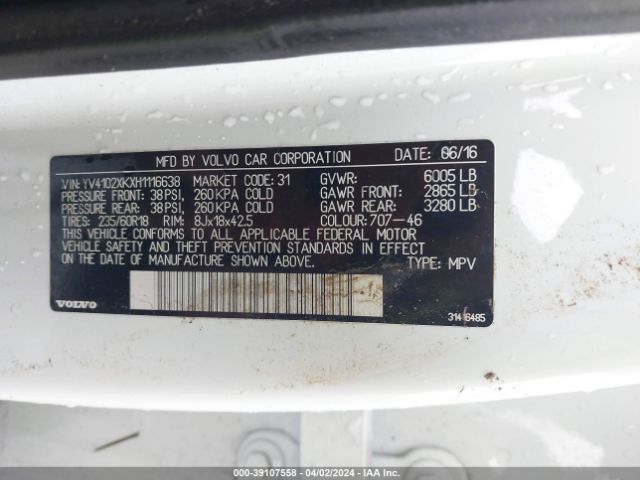 MFD BY VOLVO CAR CORPORATION DATE: 06/16
VIN: YV4102XKXH1116638 MARKET CODE: 31 GVWR: 6005 LB
PRESSURE FRONT: 38 PSI, 260 KPA COLD GAWR FRONT: 2865 LB
PRESSURE REAR: 38 PSI, 260 KPA COLD GAWR REAR: 3280 LB
TIRES: 235/60R18 RIM: 8Jx18x42.5 COLOUR: 707-46
THIS VEHICLE CONFORMS TO ALL APPLICABLE FEDERAL MOTOR
VEHICLE SAFETY AND THEFT PREVENTION STANDARDS IN EFFECT
ON DATE OF MANUFACTURE SHOWN ABOVE. TYPE: MPV
VOLVO
000-39107558 - 04/02/2024 - IAAI.COM